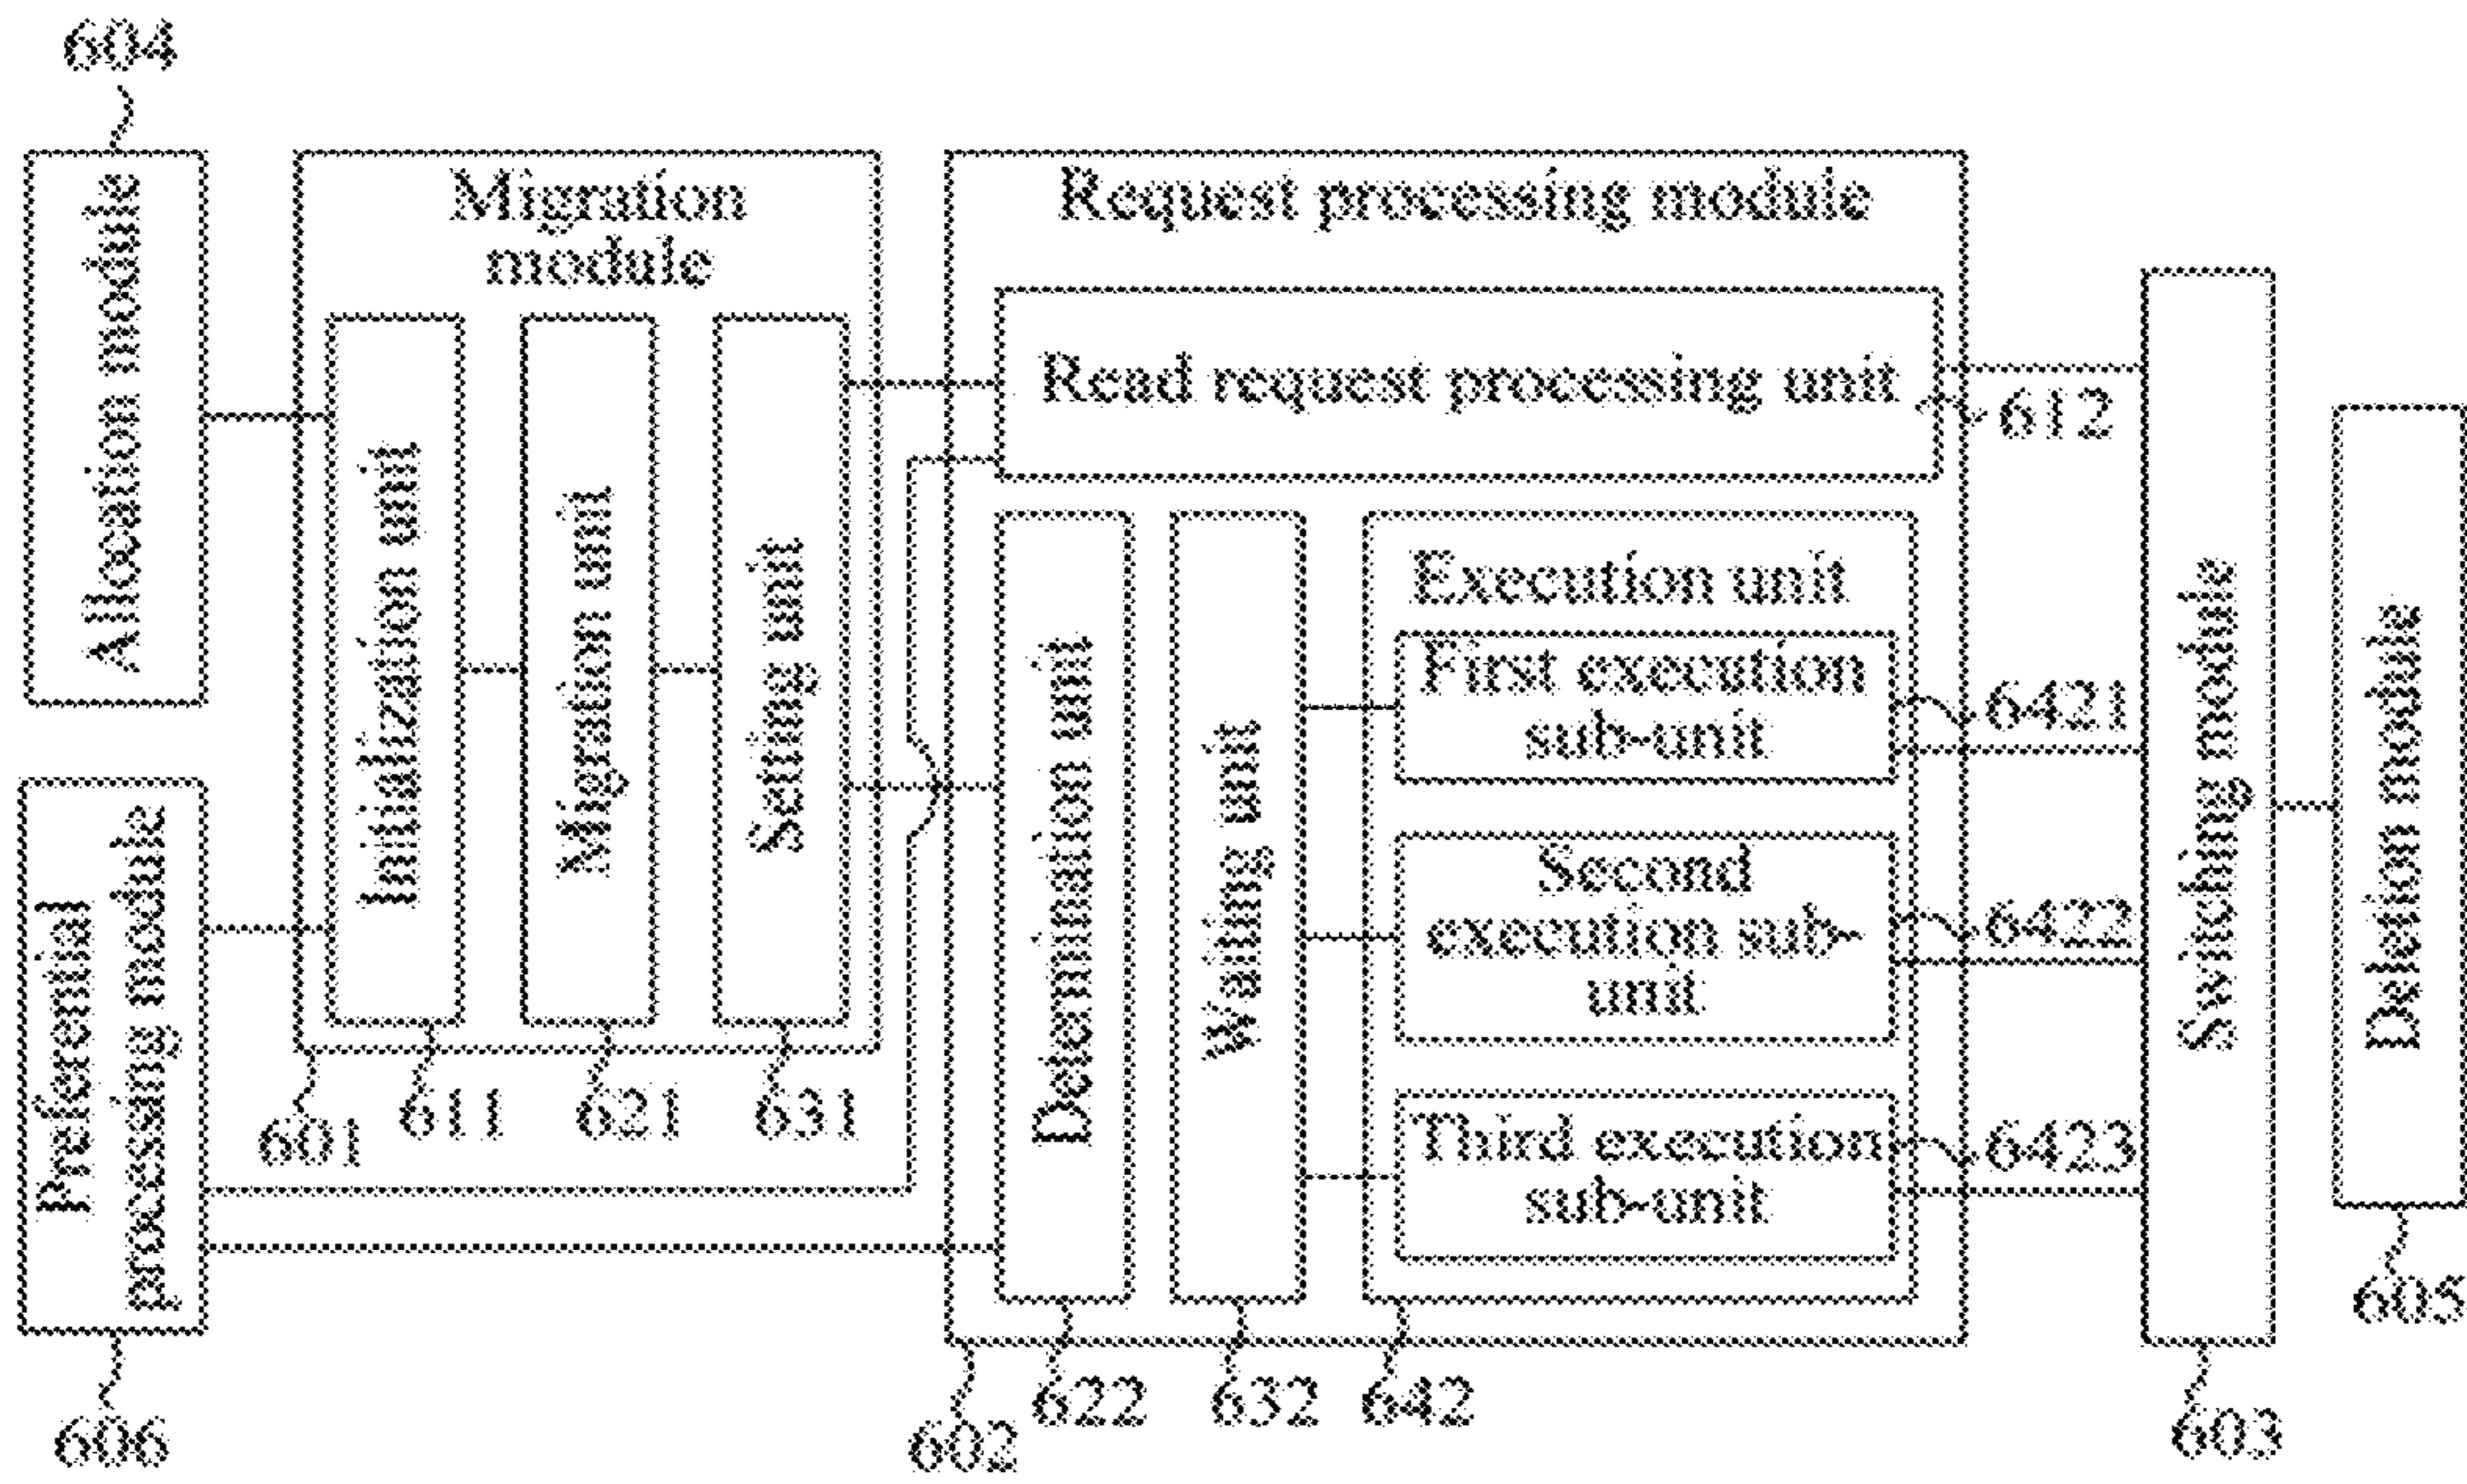 604
Allocation module
Migration
module
Initialization unit
Migration unit
Setting unit
Request processing module
Read request processing unit
612
Determination unit
Waiting unit
Execution unit
First execution
sub-unit
6421
Second
execution sub-
unit
6422
Third execution
sub-unit
6423
Switching module
Deletion module
Preferential
processing module
601
611
621
631
605
606
602
622
632
642
603